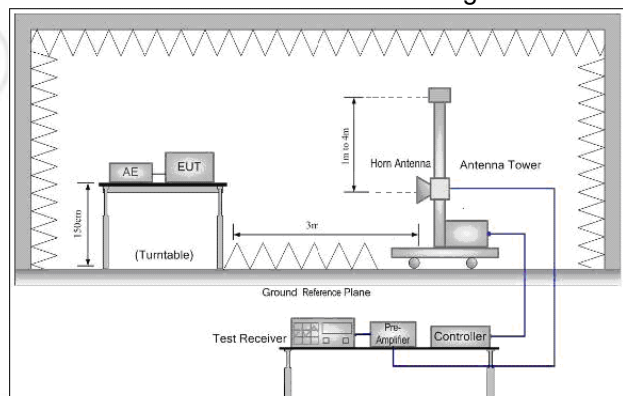 AE
EUT
150cm
(Turntable)
3m
1m to 4m
Horn Antenna
Antenna Tower
Ground Reference Plane
Test Receiver
Pre-
Amplifier
Controller